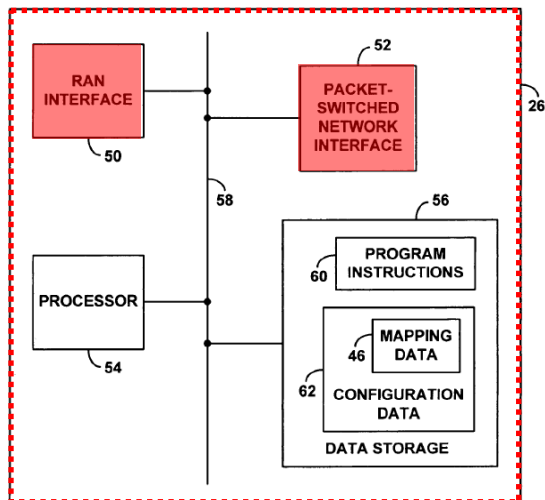 RAN
INTERFACE
50
52
PACKET-
SWITCHED
NETWORK
INTERFACE
26
58
56
60
PROGRAM
INSTRUCTIONS
PROCESSOR
54
46
MAPPING
DATA
62
CONFIGURATION
DATA
DATA STORAGE